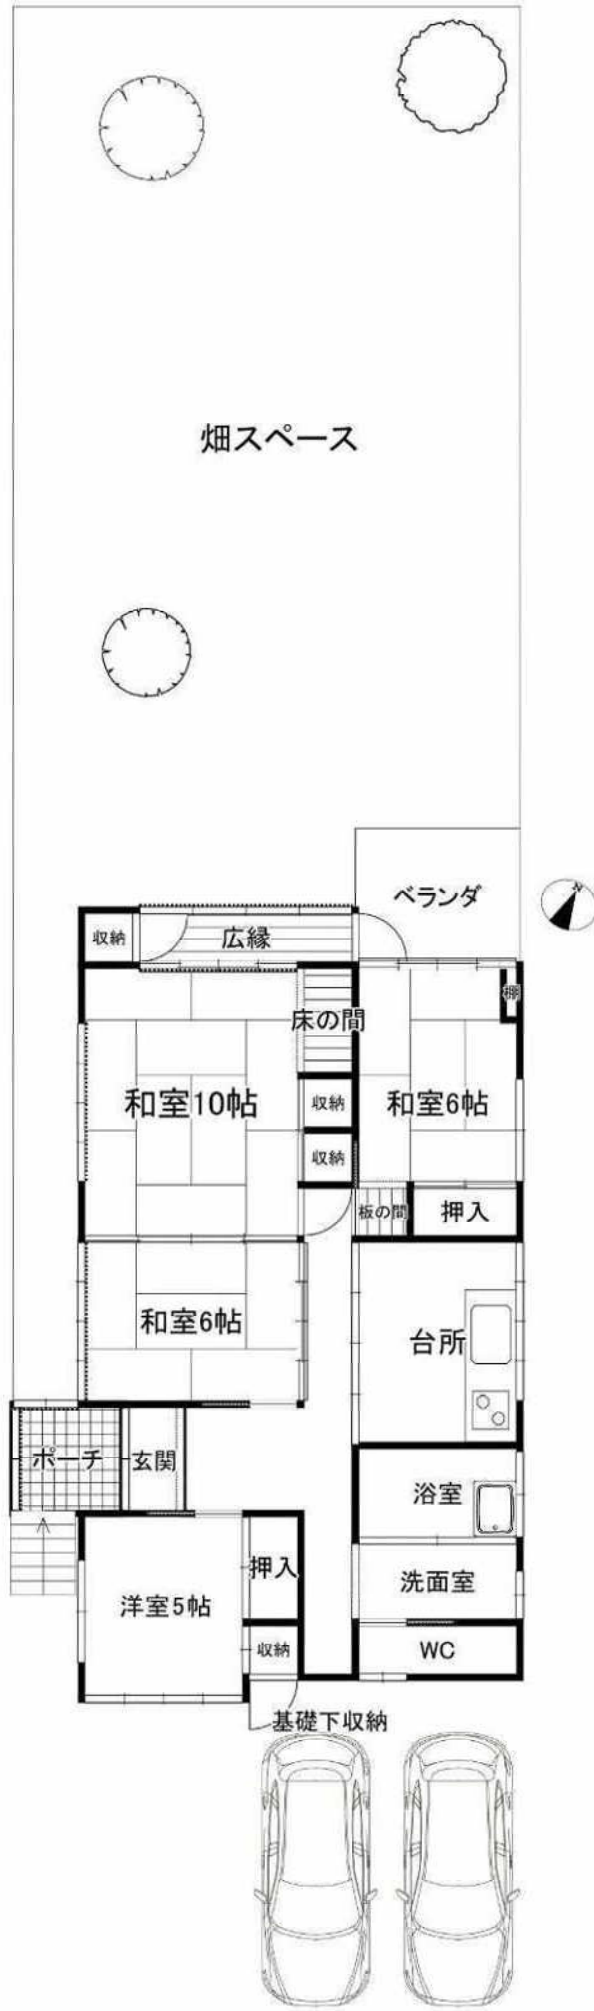 畑スペース
ベランダ
N
収納
広縁
棚
床の間
和室10帖
収納
和室6帖
収納
板の間
押入
和室6帖
台所
ポーチ
玄関
浴室
押入
洋室5帖
洗面室
収納
WC
基礎下収納